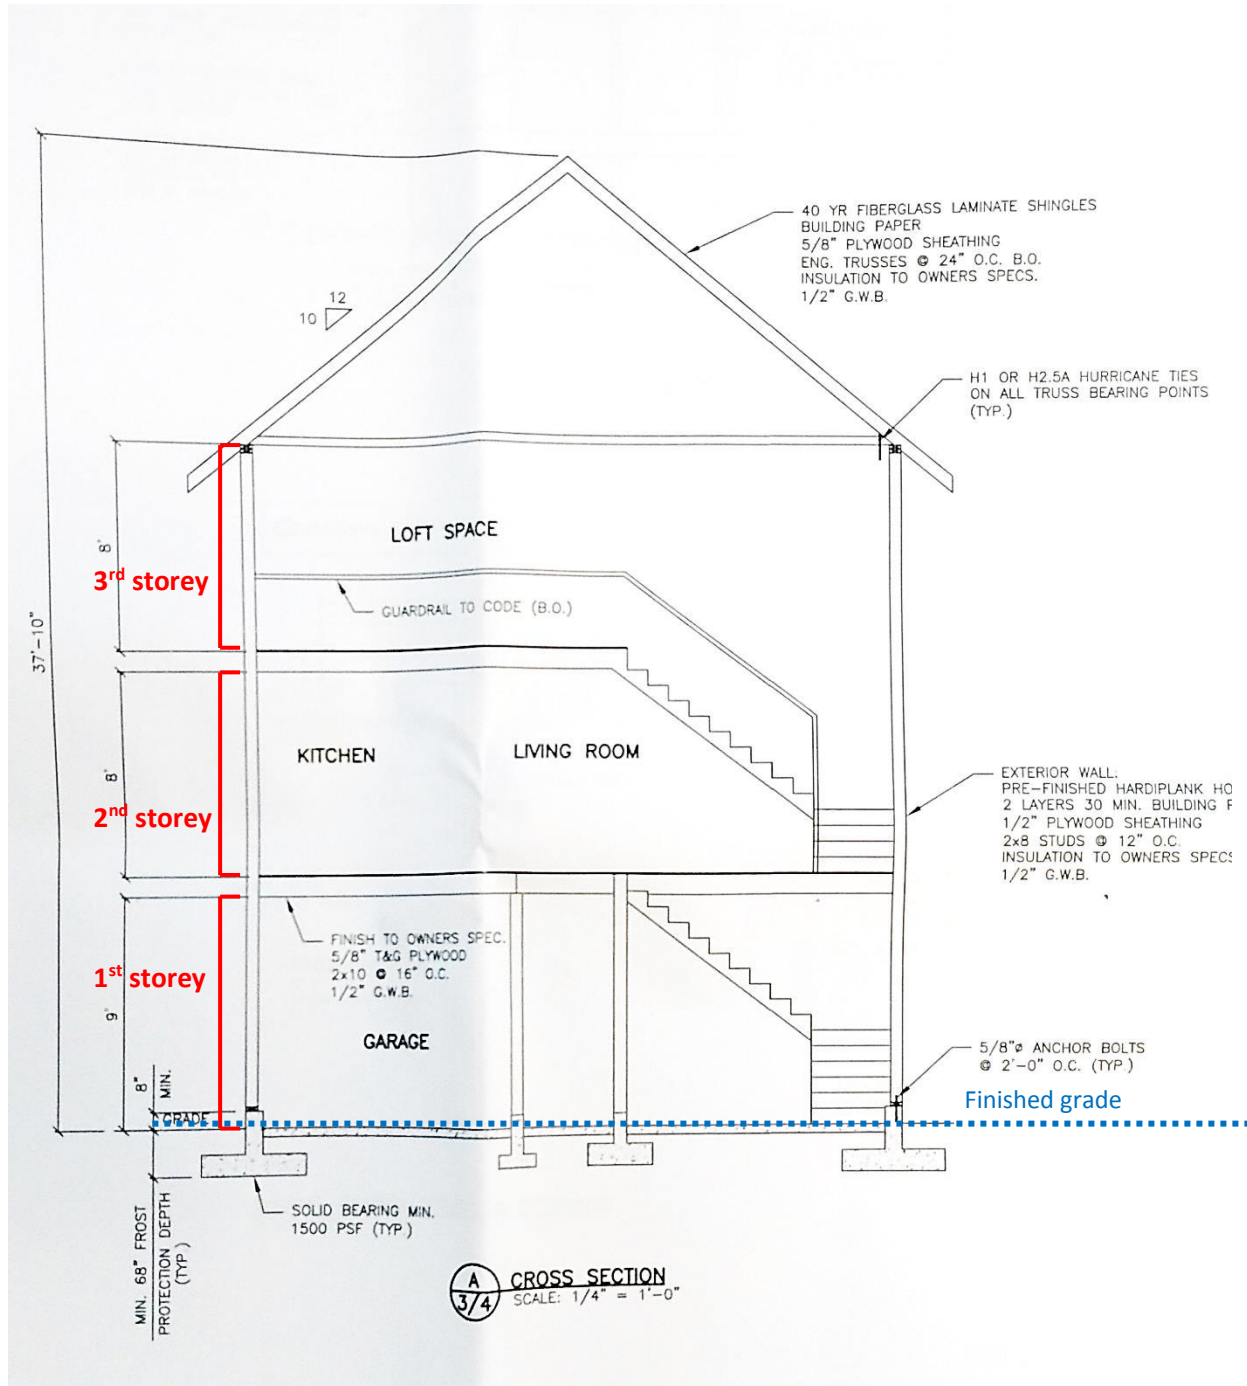 40 YR FIBERGLASS LAMINATE SHINGLES
BUILDING PAPER
5/8" PLYWOOD SHEATHING
ENG. TRUSSES @ 24" O.C. B.O.
INSULATION TO OWNERS SPECS.
1/2" G.W.B.
12
10
H1 OR H2.5A HURRICANE TIES
ON ALL TRUSS BEARING POINTS
(TYP.)
LOFT SPACE
8'
3rd storey
GUARDRAIL TO CODE (B.O.)
37'-10"
KITCHEN
LIVING ROOM
8'
2nd storey
EXTERIOR WALL:
PRE-FINISHED HARDIPLANK HO
2 LAYERS 30 MIN. BUILDING
1/2" PLYWOOD SHEATHING
2x8 STUDS @ 12" O.C.
INSULATION TO OWNERS SPECS
1/2" G.W.B.
FINISH TO OWNERS SPEC.
5/8" T&G PLYWOOD
2x10 @ 16" O.C.
1/2" G.W.B.
1st storey
9'
GARAGE
5/8"ø ANCHOR BOLTS
@ 2'-0" O.C. (TYP.)
8"
MIN.
GRADE
Finished grade
SOLID BEARING MIN.
1500 PSF (TYP.)
MIN. 68" FROST
PROTECTION DEPTH
(TYP.)
A
3/4
CROSS SECTION
SCALE: 1/4" = 1'-0"